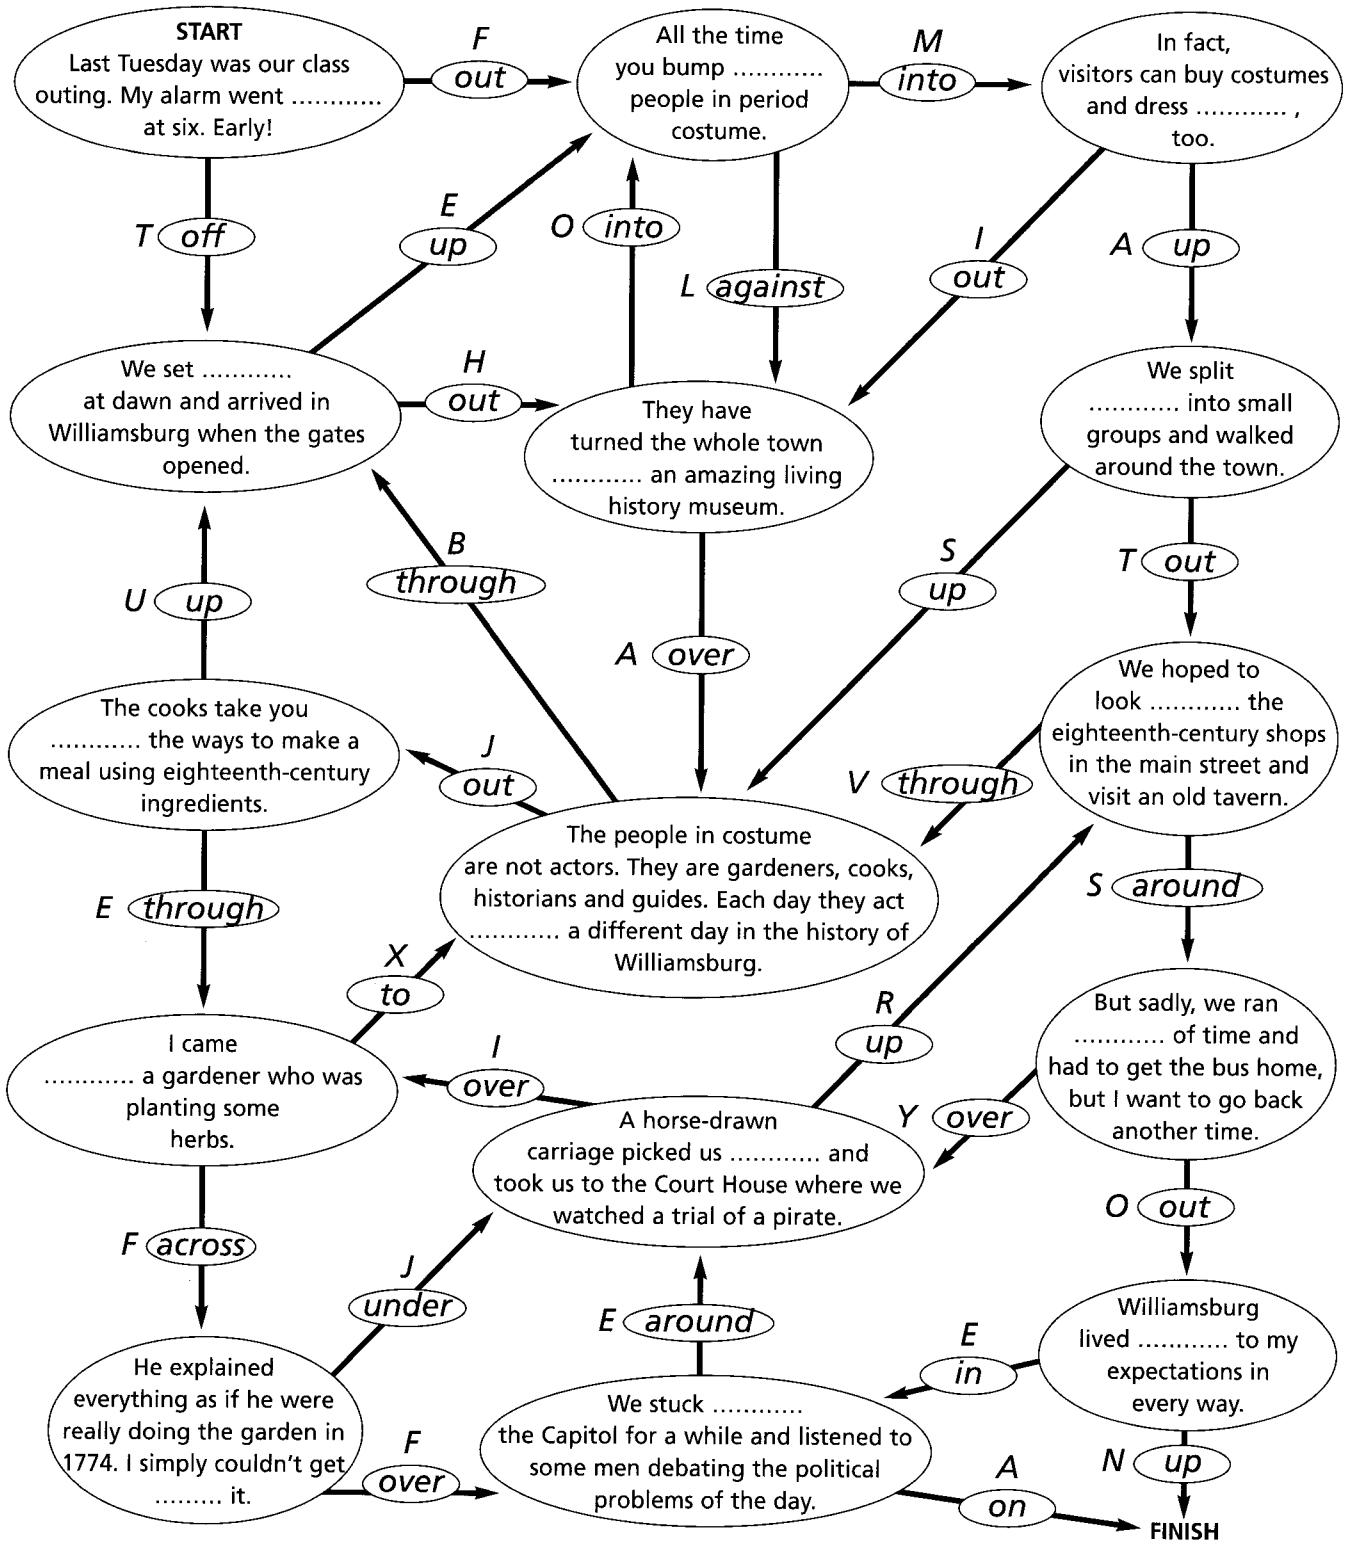 START
Last Tuesday was our class
outing. My alarm went ............
at six. Early!
F
out
All the time
you bump ............
people in period
costume.
M
into
In fact,
visitors can buy costumes
and dress ............ ,
too.
T off
E
up
O into
L against
I
out
A up
We set ............
at dawn and arrived in
Williamsburg when the gates
opened.
H
out
They have
turned the whole town
............ an amazing living
history museum.
We split
............ into small
groups and walked
around the town.
B
through
S
up
T out
U up
A over
The cooks take you
............ the ways to make a
meal using eighteenth-century
ingredients.
J
out
V through
We hoped to
look ............ the
eighteenth-century shops
in the main street and
visit an old tavern.
The people in costume
are not actors. They are gardeners, cooks,
historians and guides. Each day they act
............ a different day in the history of
Williamsburg.
E through
S around
X
to
R
up
I came
............ a gardener who was
planting some
herbs.
I
over
But sadly, we ran
............ of time and
had to get the bus home,
but I want to go back
another time.
Y over
A horse-drawn
carriage picked us ............ and
took us to the Court House where we
watched a trial of a pirate.
F across
J
under
O out
E around
He explained
everything as if he were
really doing the garden in
1774. I simply couldn't get
......... it.
F
over
We stuck ............
the Capitol for a while and listened to
some men debating the political
problems of the day.
E
in
Williamsburg
lived ............ to my
expectations in
every way.
A
on
N up
FINISH